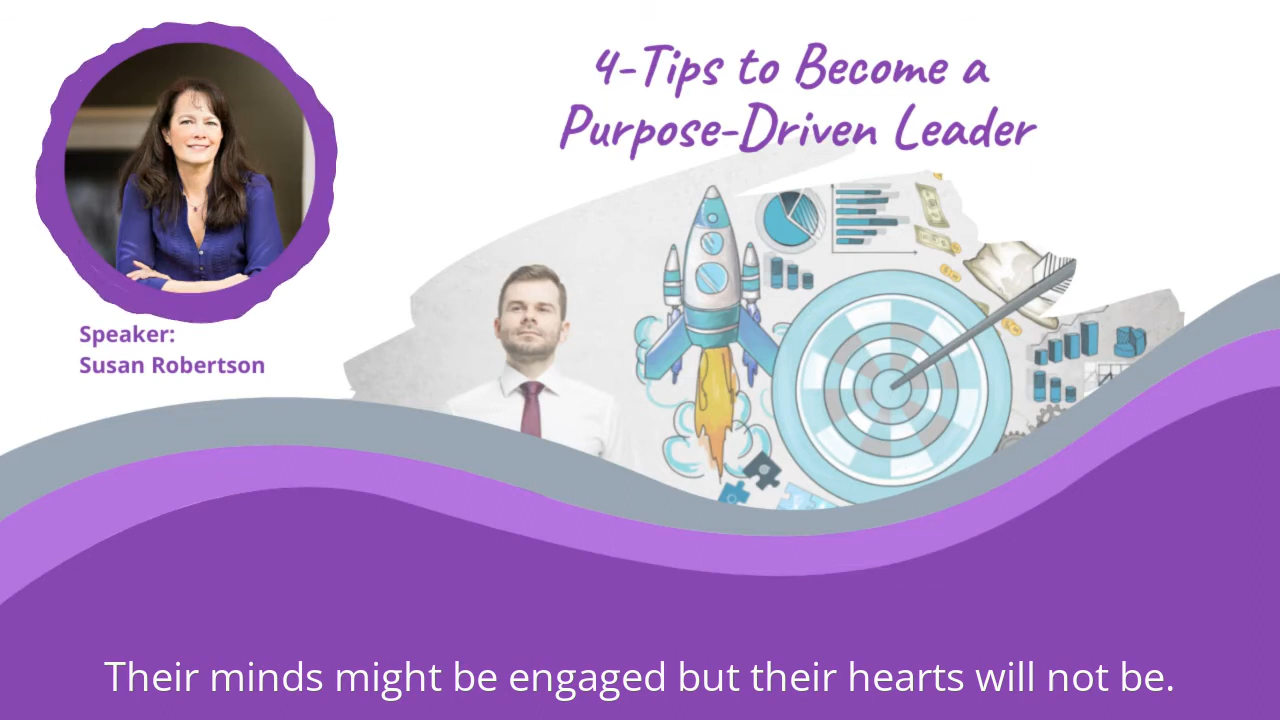 4-Tips to Become a
Purpose-Driven Leader
Speaker:
Susan Robertson
Their minds might be engaged but their hearts will not be.